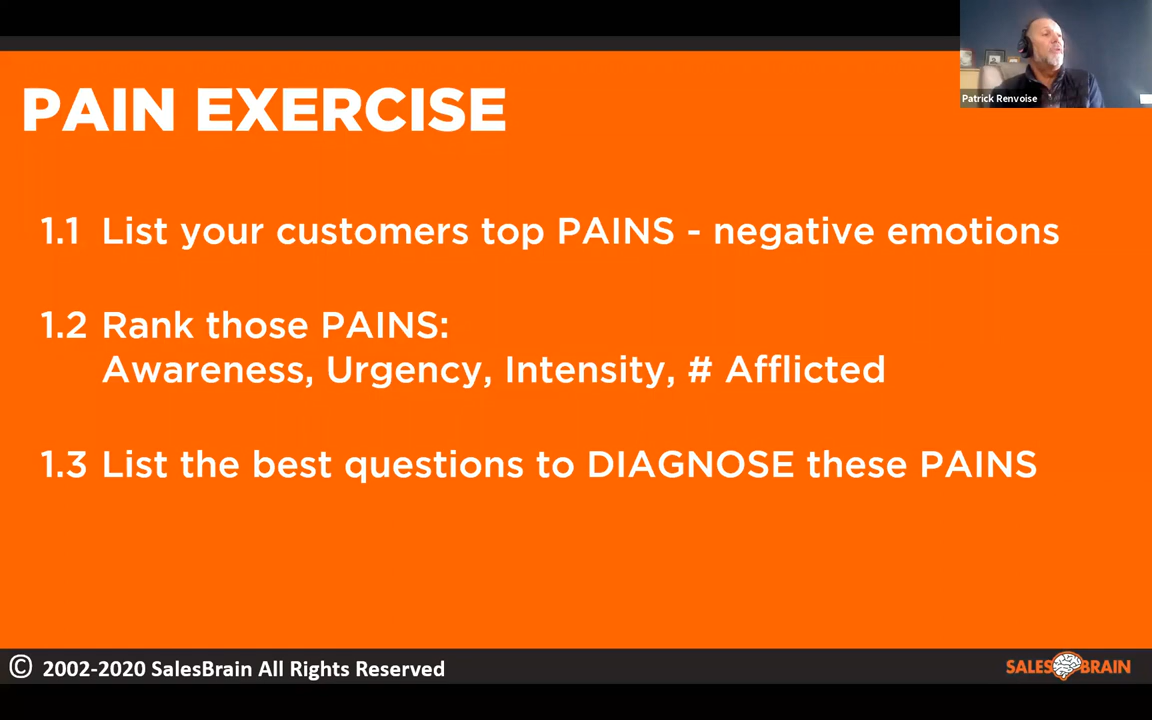 Patrick Renvoise
PAIN EXERCISE
1.1 List your customers top PAINS - negative emotions
1.2 Rank those PAINS:
Awareness, Urgency, Intensity, # Afflicted
1.3 List the best questions to DIAGNOSE these PAINS
© 2002-2020 SalesBrain All Rights Reserved
SALES BRAIN